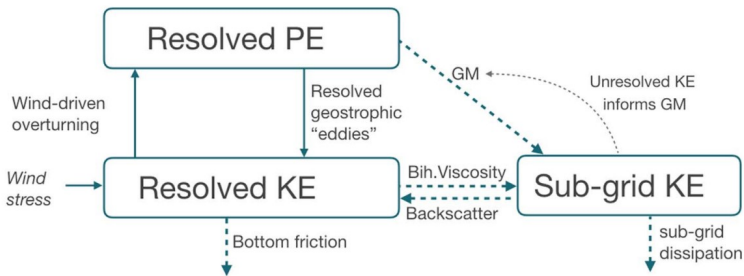 Resolved PE
GM
Unresolved KE
informs GM
Wind-driven
overturning
Resolved
geostrophic
“eddies”
Wind
stress
Resolved KE
Bih.Viscosity
Backscatter
Sub-grid KE
Bottom friction
sub-grid
dissipation